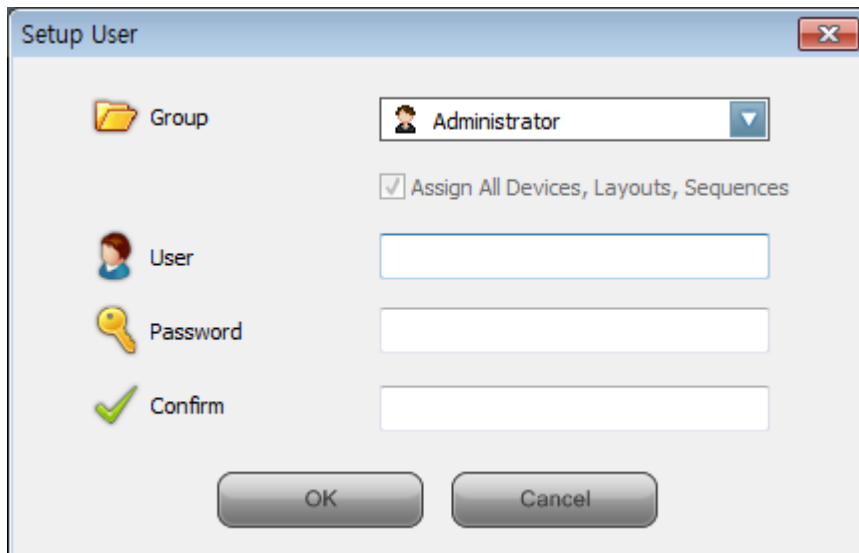 Setup User
Group
Administrator
Assign All Devices, Layouts, Sequences
User
Password
Confirm
OK
Cancel